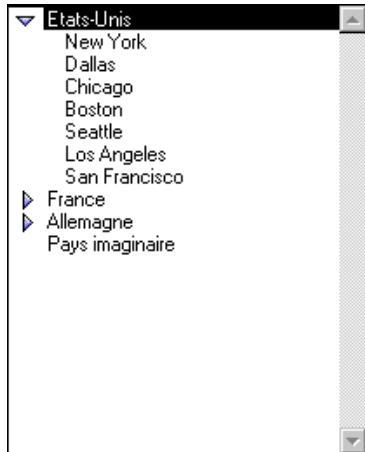 Etats-Unis
New York
Dallas
Chicago
Boston
Seattle
Los Angeles
San Francisco
France
Allemagne
Pays imaginaire